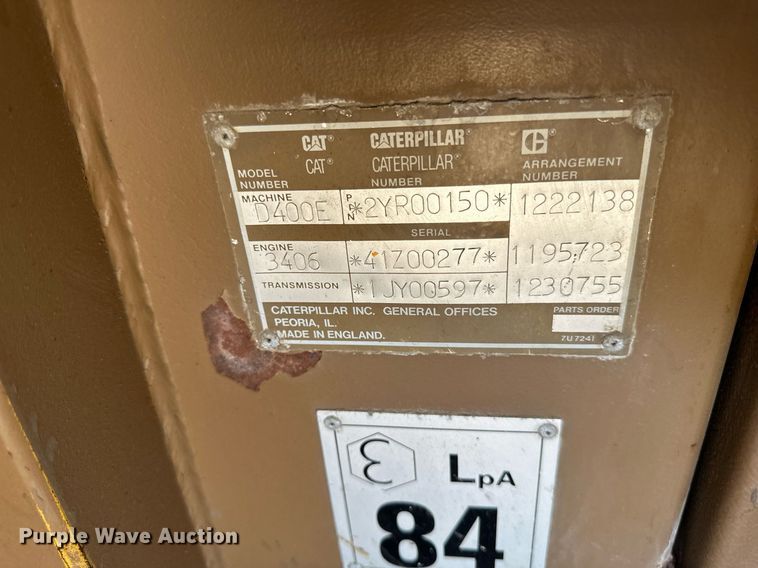 CAT CATERPILLAR
CAT® CATERPILLAR®
MODEL NUMBER
ARRANGEMENT NUMBER
MACHINE D400E PIN *2YR00150* 1222138
SERIAL
ENGINE 3406 *41Z00277* 1195723
TRANSMISSION *1JY00597* 1230755
CATERPILLAR INC. GENERAL OFFICES
PEORIA, IL.
MADE IN ENGLAND.
PARTS ORDER
7U7241
ε LpA
84
Purple Wave Auction